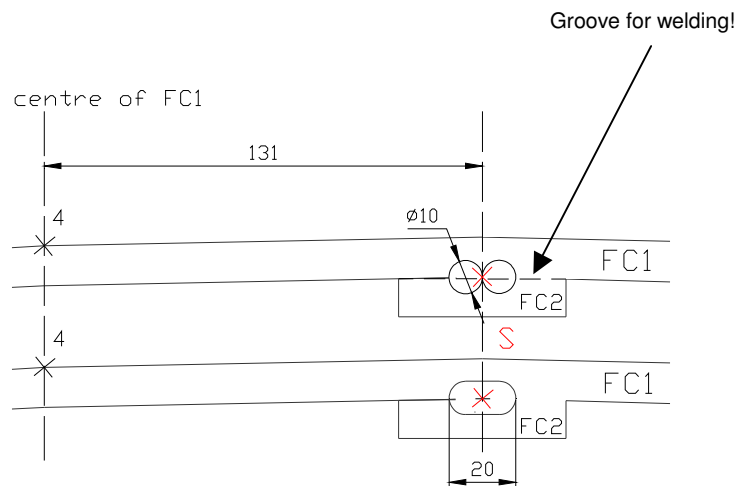 Groove for welding!
centre of FC1
131
4
ø10
FC1
FC2
S
4
FC1
FC2
20